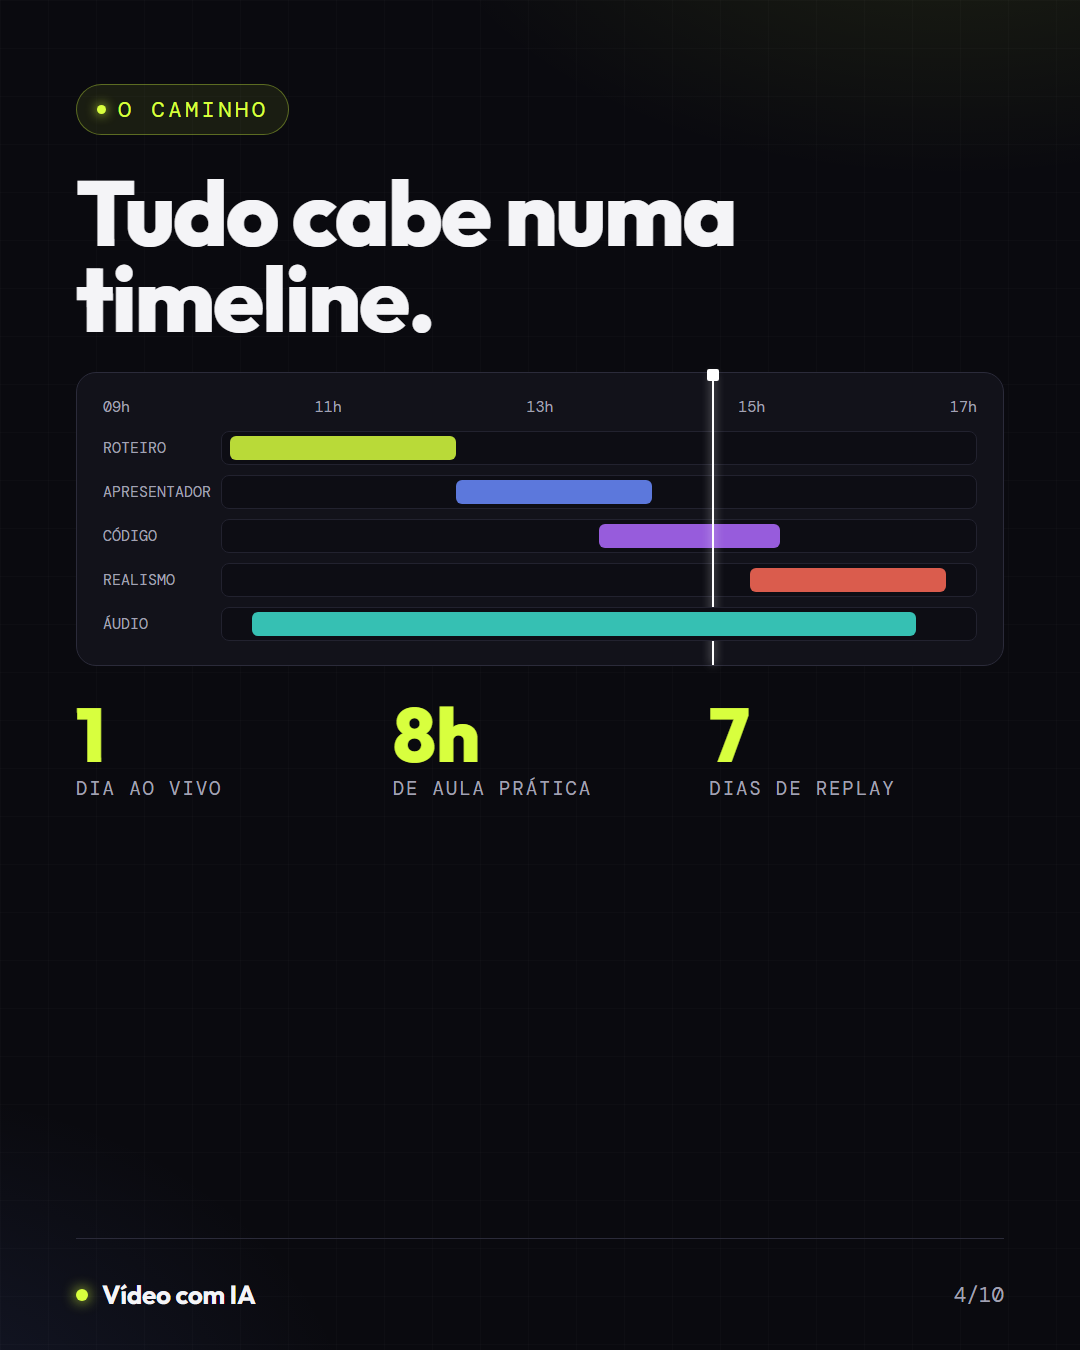 O CAMINHO
Tudo cabe numa
timeline.
09h 11h 13h 15h 17h
ROTEIRO
APRESENTADOR
CÓDIGO
REALISMO
ÁUDIO
1 8h 7
DIA AO VIVO DE AULA PRÁTICA DIAS DE REPLAY
Vídeo com IA 4/10